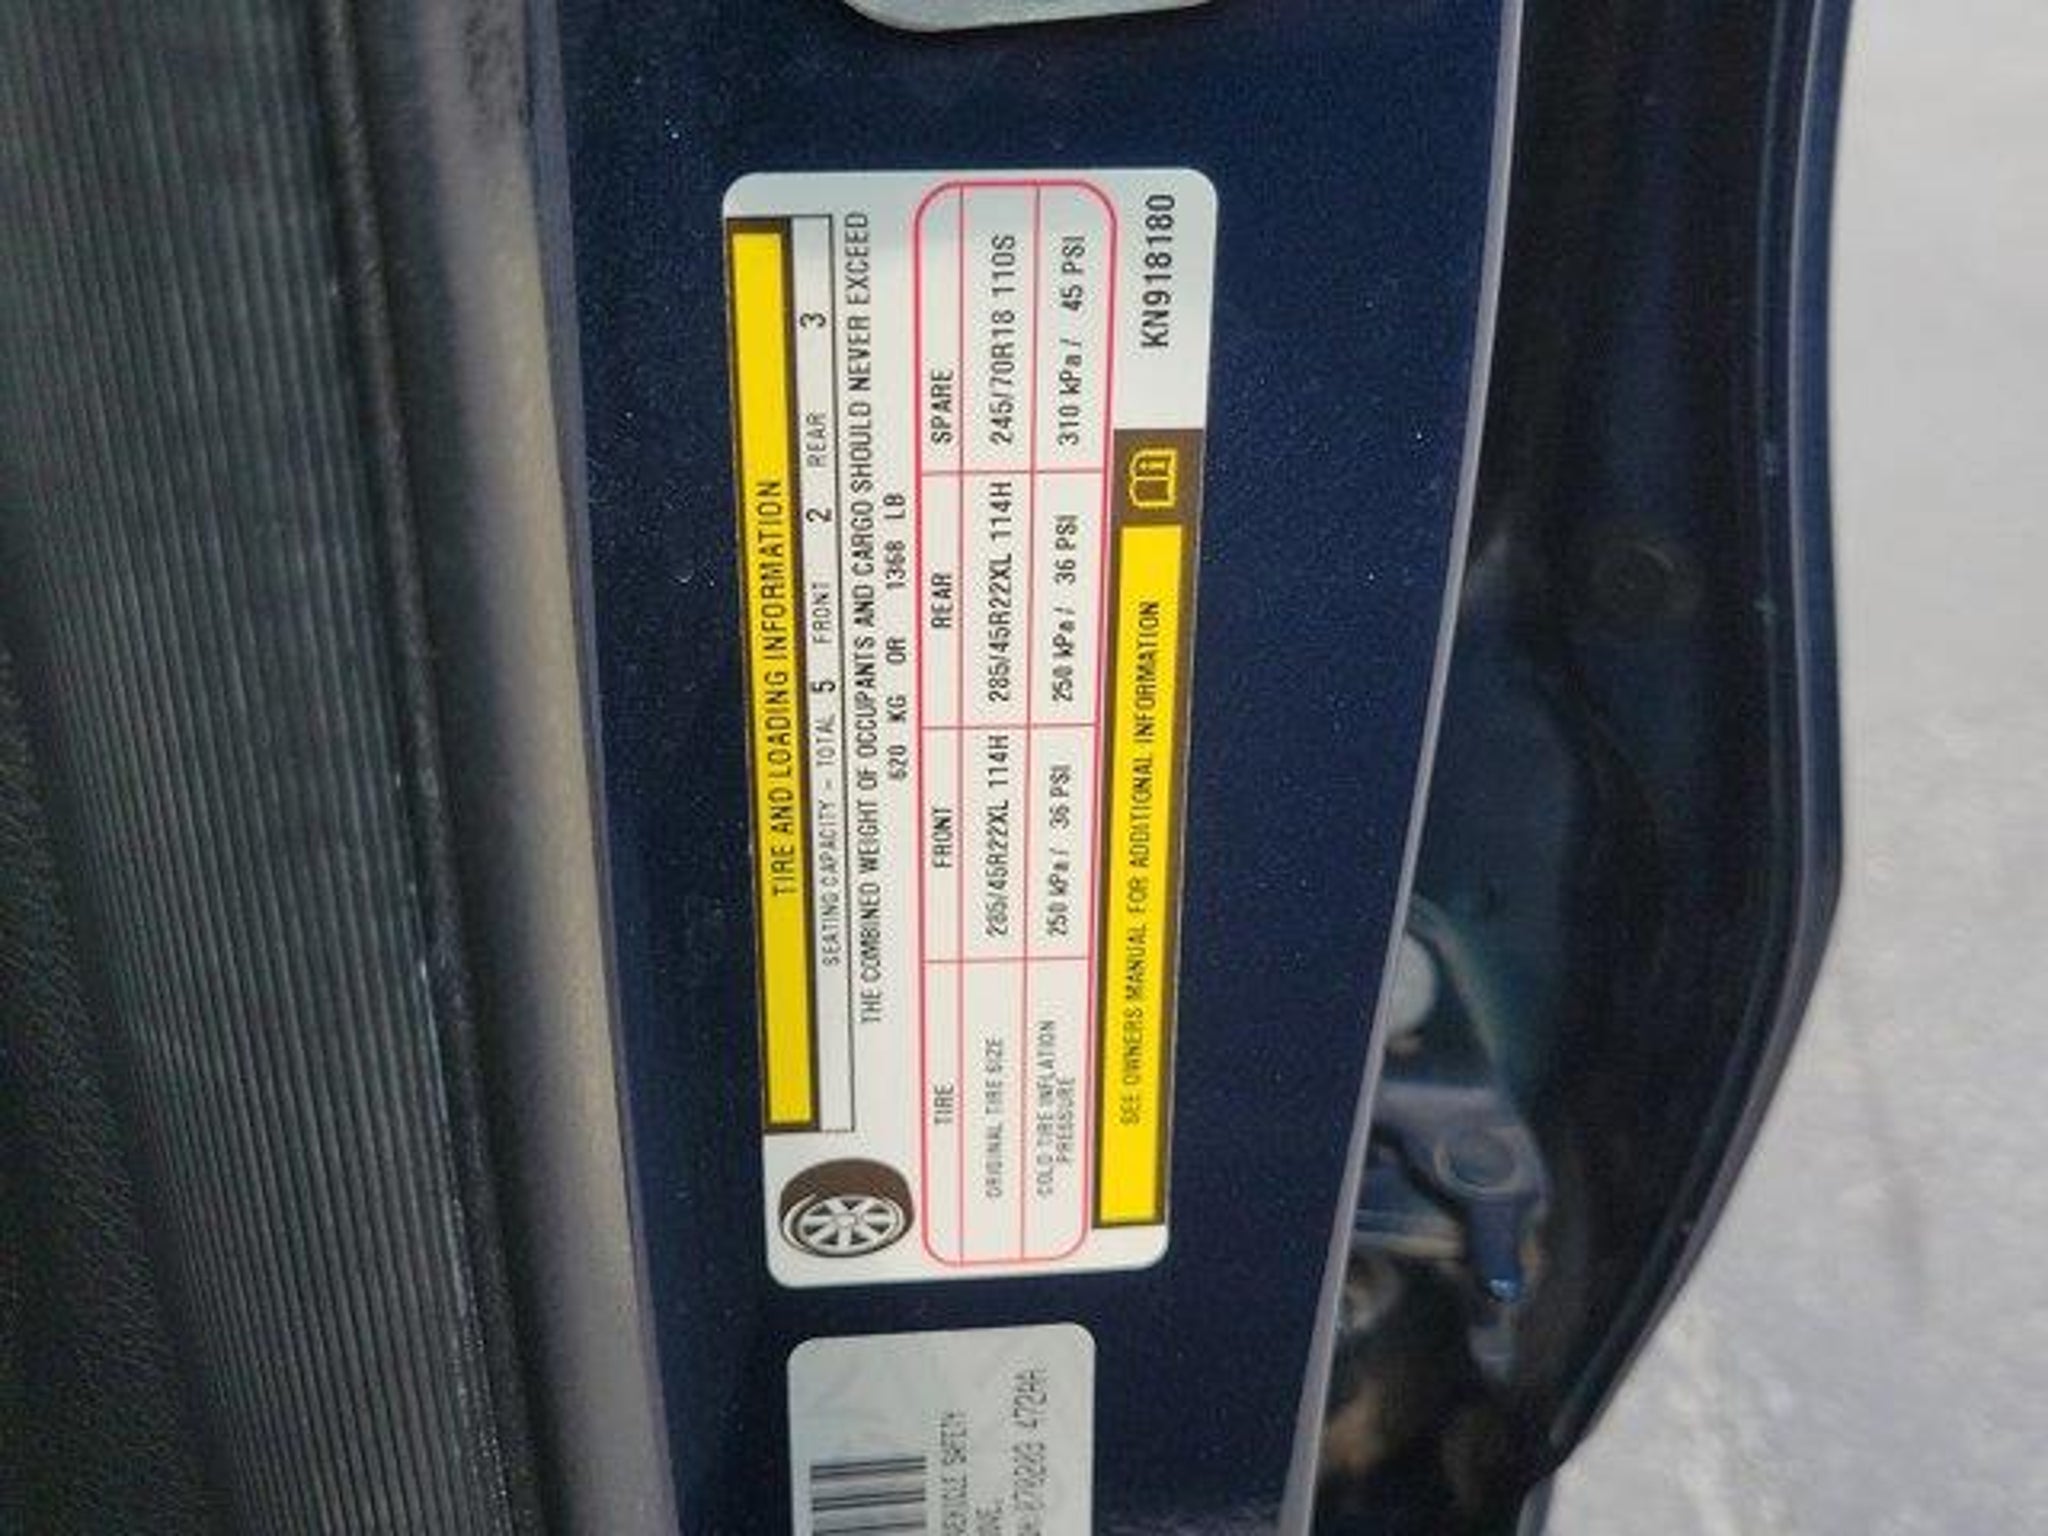 TIRE AND LOADING INFORMATION
SEATING CAPACITY - TOTAL 5 FRONT 2 REAR 3
THE COMBINED WEIGHT OF OCCUPANTS AND CARGO SHOULD NEVER EXCEED
620 KG OR 1368 LB
TIRE FRONT REAR SPARE
ORIGINAL TIRE SIZE 285/45R22XL 114H 285/45R22XL 114H 245/70R18 110S
COLD TIRE INFLATION PRESSURE 250 kPa / 36 PSI 250 kPa / 36 PSI 310 kPa / 45 PSI
SEE OWNERS MANUAL FOR ADDITIONAL INFORMATION
KN918180
VEHICLE SAFETY
472AA